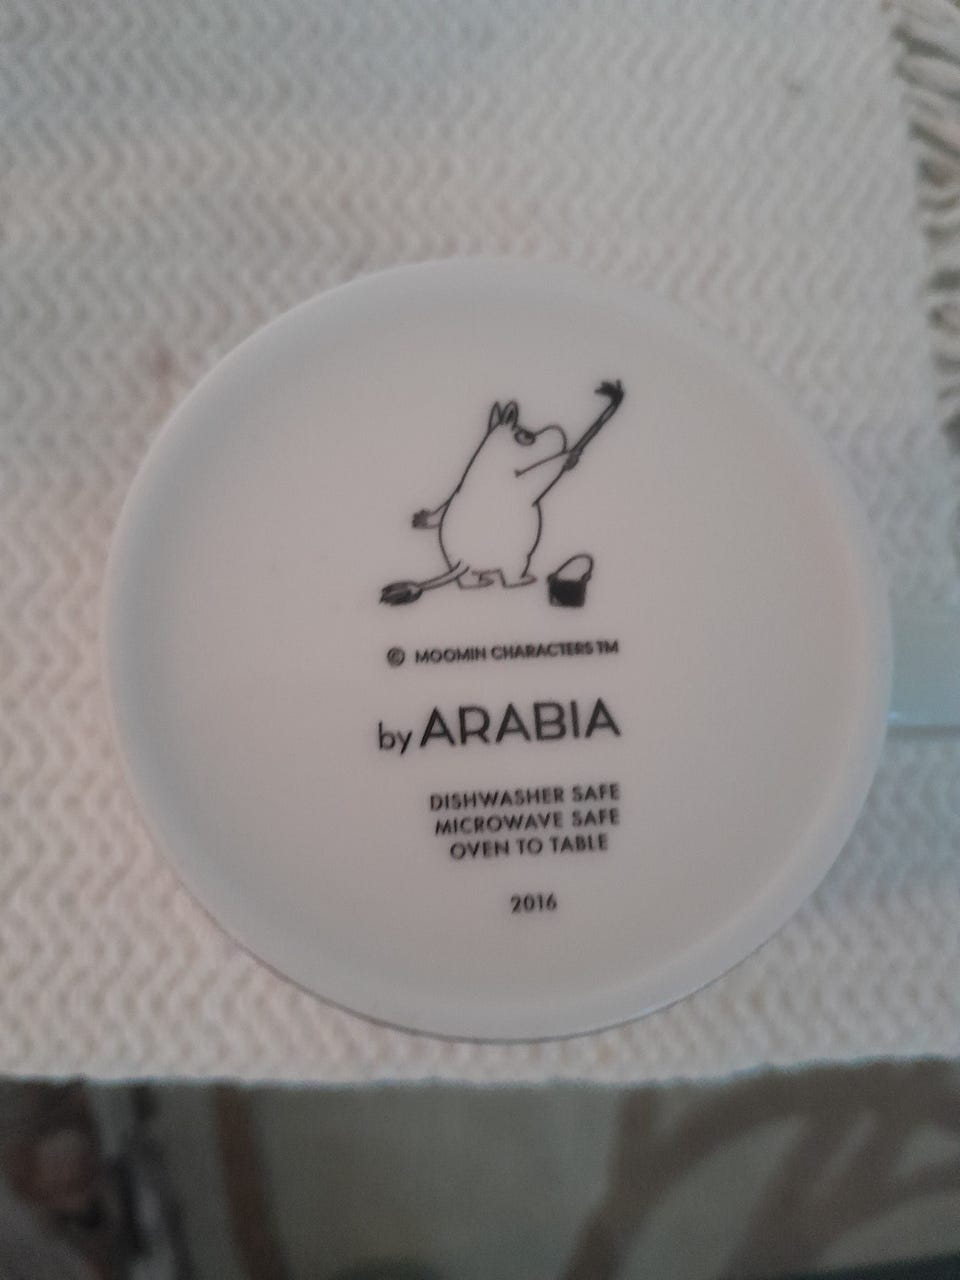 © MOOMIN CHARACTERS TM
by ARABIA
DISHWASHER SAFE
MICROWAVE SAFE
OVEN TO TABLE
2016